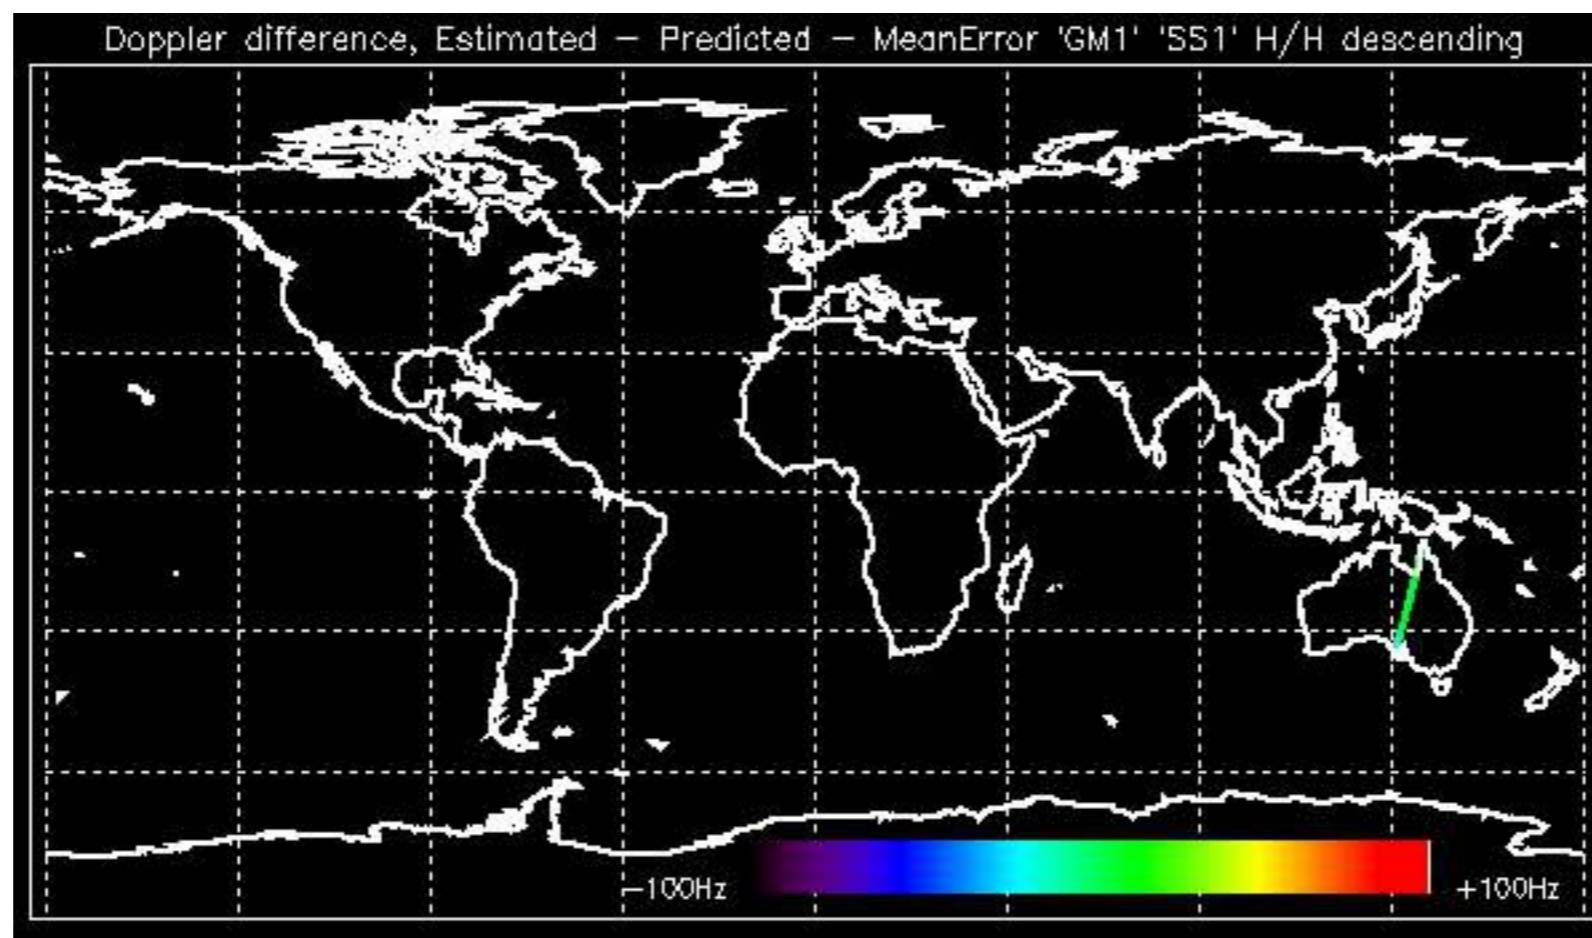 Doppler difference, Estimated − Predicted − MeanError 'GM1' 'SS1' H/H descending
−100Hz
+100Hz